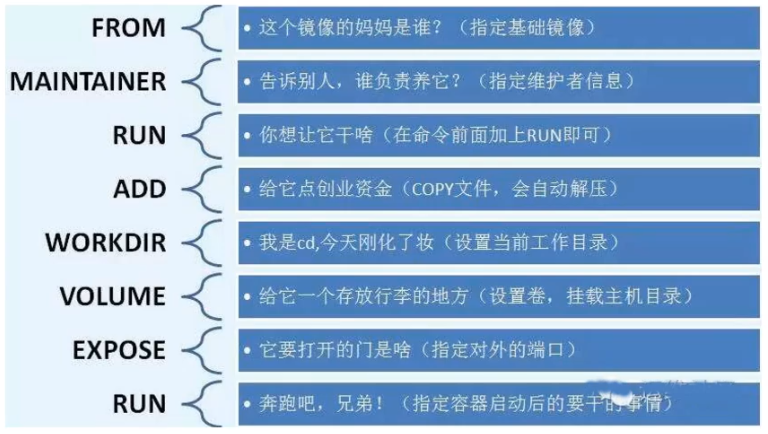 FROM
• 这个镜像的妈妈是谁？（指定基础镜像）
MAINTAINER
• 告诉别人，谁负责养它？（指定维护者信息）
RUN
• 你想让它干啥（在命令前面加上RUN即可）
ADD
• 给它点创业资金（COPY文件，会自动解压）
WORKDIR
• 我是cd,今天刚化了妆（设置当前工作目录）
VOLUME
• 给它一个存放行李的地方（设置卷，挂载主机目录）
EXPOSE
• 它要打开的门是啥（指定对外的端口）
RUN
• 奔跑吧，兄弟！（指定容器启动后的要干的事情）